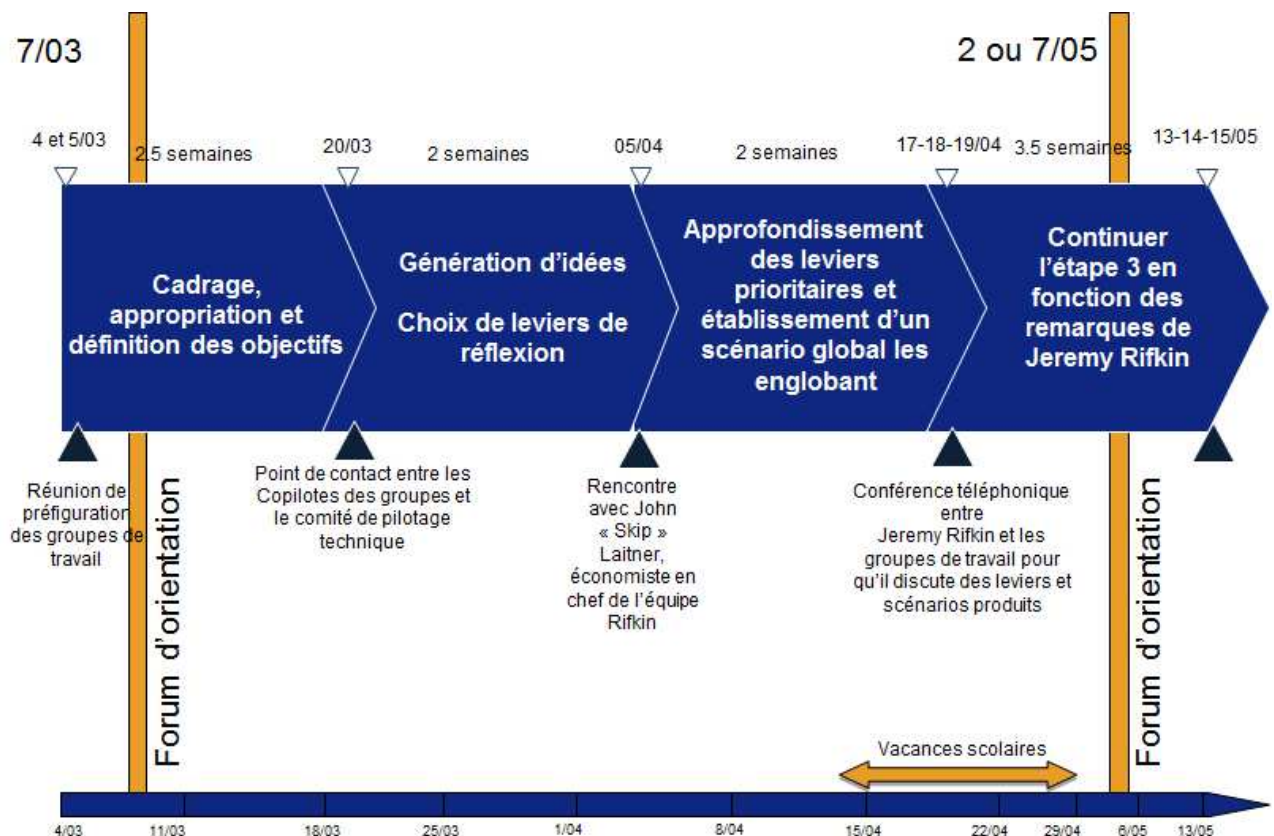 7/03
2 ou 7/05
4 et 5/03
2.5 semaines
20/03
2 semaines
05/04
2 semaines
17-18-19/04
3.5 semaines
13-14-15/05
Cadrage,
appropriation et
définition des objectifs
Génération d’idées
Choix de leviers de
réflexion
Approfondissement
des leviers
prioritaires et
établissement d’un
scénario global les
englobant
Continuer
l’étape 3 en
fonction des
remarques de
Jeremy Rifkin
Réunion de
préfiguration
des groupes de
travail
Forum d’orientation
Point de contact entre les
Copilotes des groupes et
le comité de pilotage
technique
Rencontre
avec John
« Skip »
Laitner,
économiste en
chef de l’équipe
Rifkin
Conférence téléphonique
entre
Jeremy Rifkin et les
groupes de travail pour
qu’il discute des leviers et
scénarios produits
Forum d’orientation
Vacances scolaires
4/03
11/03
18/03
25/03
1/04
8/04
15/04
22/04
29/04
6/05
13/05